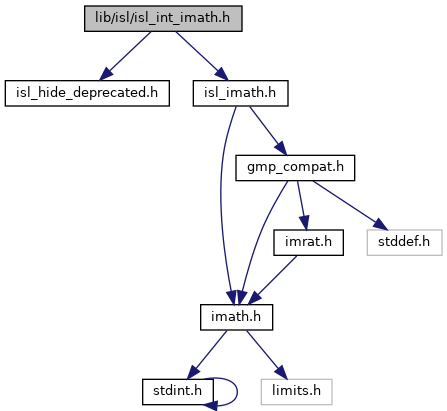 lib/isl/isl_int_imath.h
isl_hide_deprecated.h
isl_imath.h
gmp_compat.h
imrat.h
stddef.h
imath.h
stdint.h
limits.h